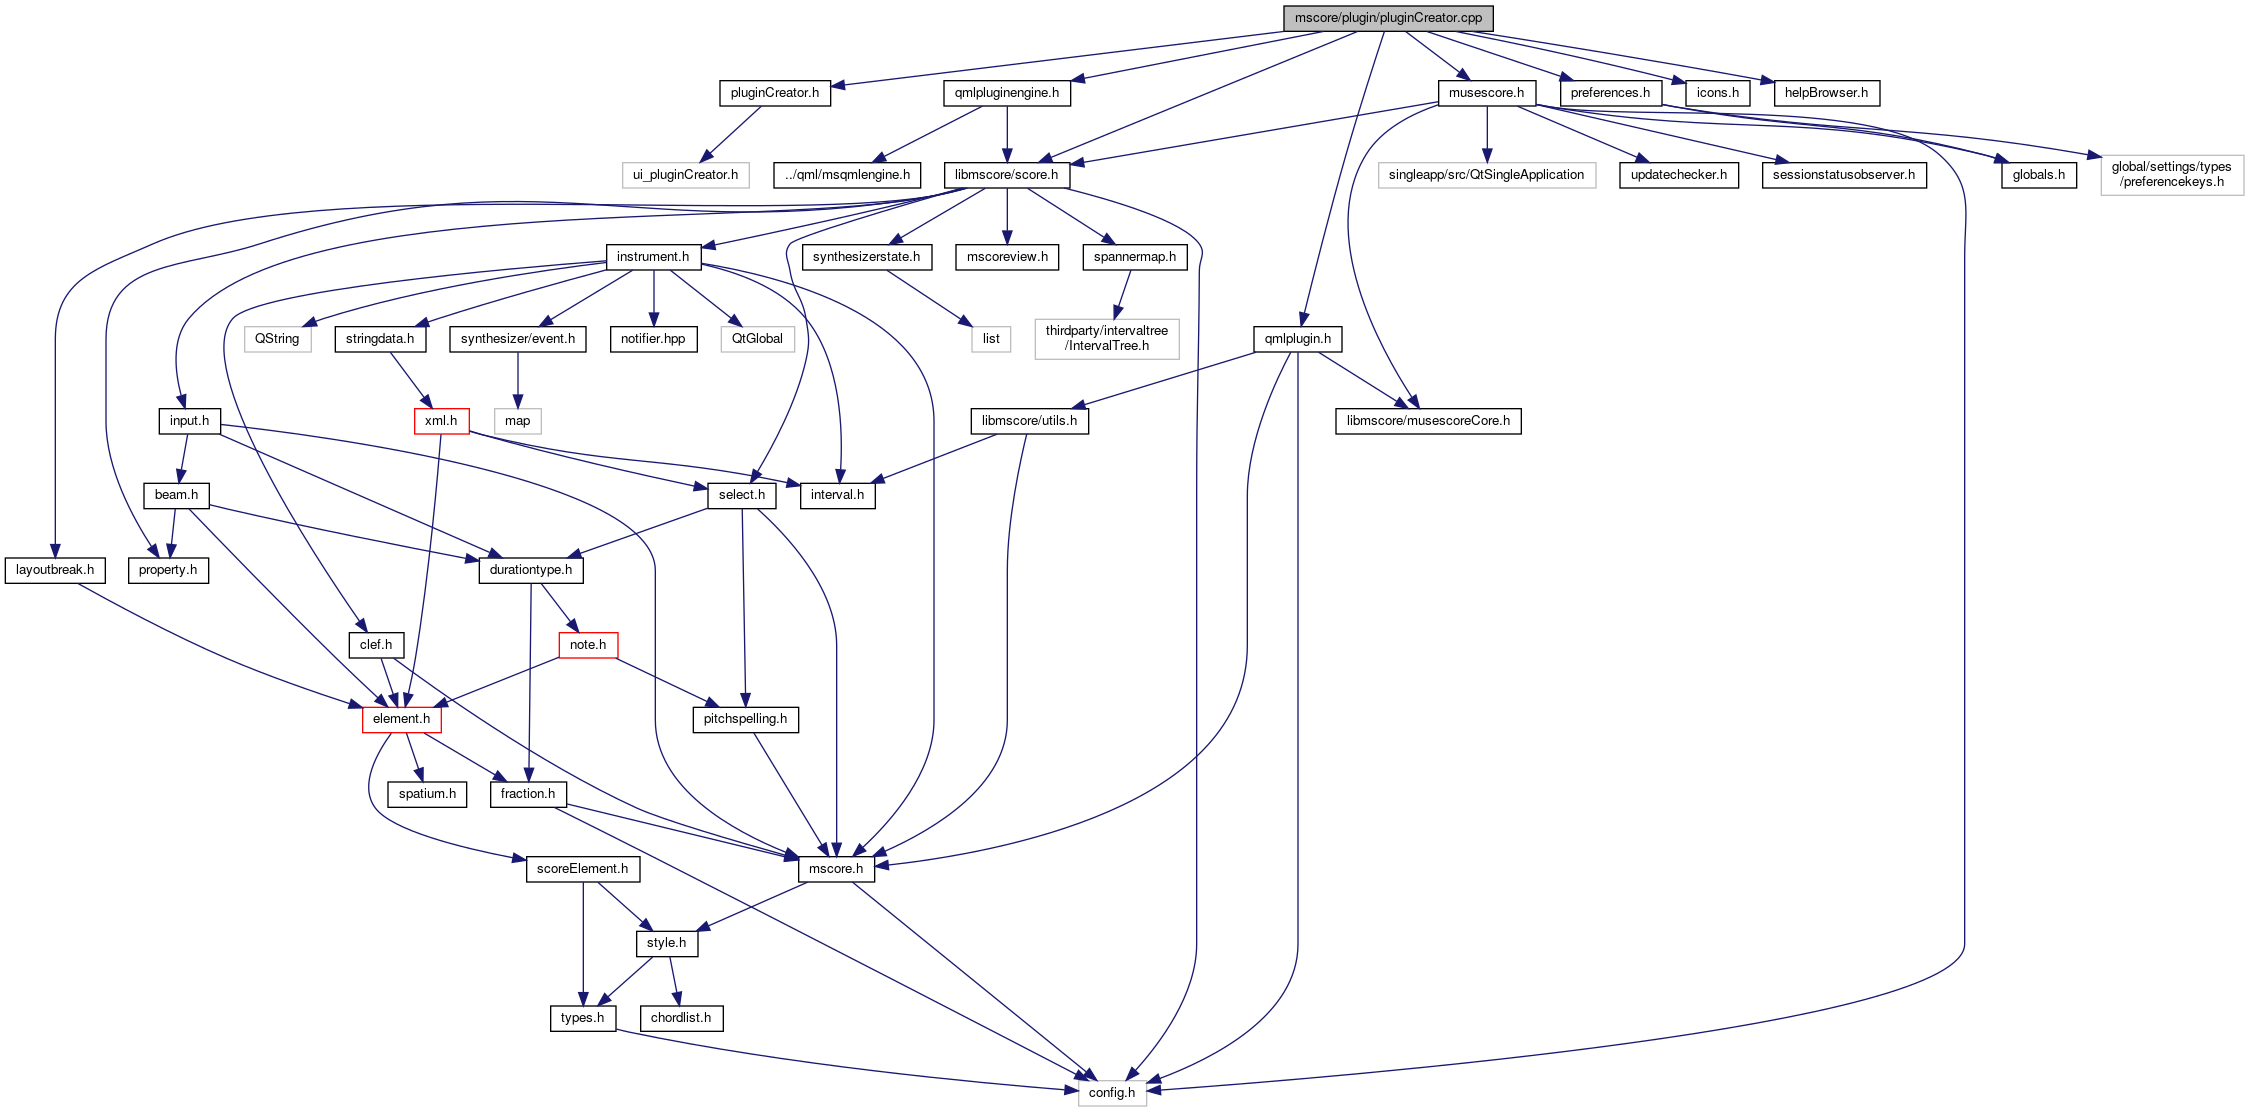 mscore/plugin/pluginCreator.cpp
pluginCreator.h
qmlpluginengine.h
musescore.h
preferences.h
icons.h
helpBrowser.h
ui_pluginCreator.h
../qml/msqmlengine.h
libmscore/score.h
singleapp/src/QtSingleApplication
updatechecker.h
sessionstatusobserver.h
globals.h
global/settings/types
/preferencekeys.h
instrument.h
synthesizerstate.h
mscoreview.h
spannermap.h
QString
stringdata.h
synthesizer/event.h
notifier.hpp
QtGlobal
list
thirdparty/intervaltree
/IntervalTree.h
qmlplugin.h
input.h
xml.h
map
libmscore/utils.h
libmscore/musescoreCore.h
beam.h
select.h
interval.h
layoutbreak.h
property.h
durationtype.h
clef.h
note.h
element.h
pitchspelling.h
spatium.h
fraction.h
scoreElement.h
mscore.h
style.h
types.h
chordlist.h
config.h